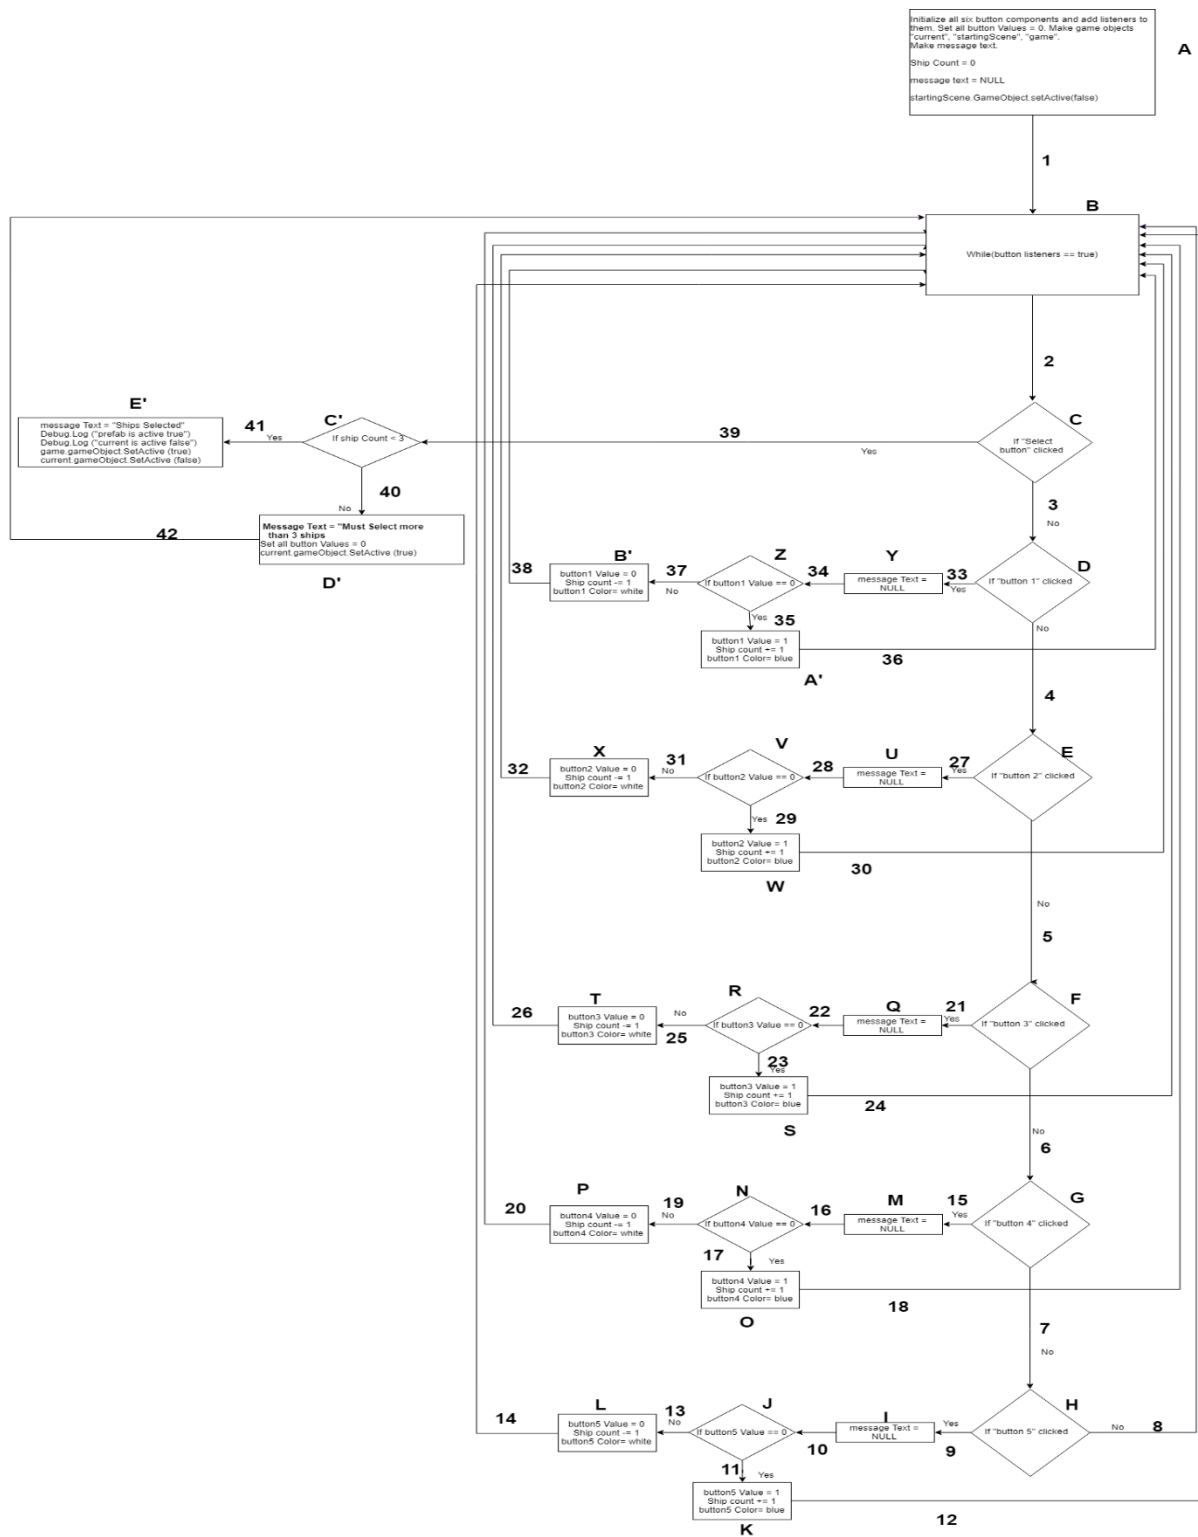 Initialize all six button components and add listeners to
them. Set all button Values = 0. Make game objects
"current", "startingScene", "game".
Make message text.
Ship Count = 0
message text = NULL
startingScene.GameObject.setActive(false)
A
1
B
While(button listeners == true)
2
C
If "Select
button" clicked
39
Yes
C'
If ship Count < 3
41
Yes
E'
message Text = "Ships Selected"
Debug.Log ("prefab is active true")
Debug.Log ("current is active false")
game.gameObject.SetActive (true)
current.gameObject.SetActive (false)
40
No
42
Message Text = "Must Select more
than 3 ships
Set all button Values = 0
current.gameObject.SetActive (true)
D'
3
No
D
If "button 1" clicked
33
Yes
Y
message Text =
NULL
34
Z
If button1 Value == 0
37
No
B'
button1 Value = 0
Ship count -= 1
button1 Color= white
38
Yes
35
button1 Value = 1
Ship count += 1
button1 Color= blue
36
A'
No
4
E
If "button 2" clicked
27
Yes
U
message Text =
NULL
28
V
If button2 Value == 0
31
No
X
button2 Value = 0
Ship count -= 1
button2 Color= white
32
Yes
29
button2 Value = 1
Ship count += 1
button2 Color= blue
30
W
No
5
F
If "button 3" clicked
21
Yes
Q
message Text =
NULL
22
R
If button3 Value == 0
No
25
T
button3 Value = 0
Ship count -= 1
button3 Color= white
26
23
Yes
button3 Value = 1
Ship count += 1
button3 Color= blue
24
S
No
6
G
If "button 4" clicked
15
Yes
M
message Text =
NULL
16
N
If button4 Value == 0
19
No
P
button4 Value = 0
Ship count -= 1
button4 Color= white
20
17
Yes
button4 Value = 1
Ship count += 1
button4 Color= blue
18
O
7
No
H
If "button 5" clicked
No
8
Yes
9
I
message Text =
NULL
10
J
If button5 Value == 0
13
No
L
button5 Value = 0
Ship count -= 1
button5 Color= white
14
11
Yes
button5 Value = 1
Ship count += 1
button5 Color= blue
12
K